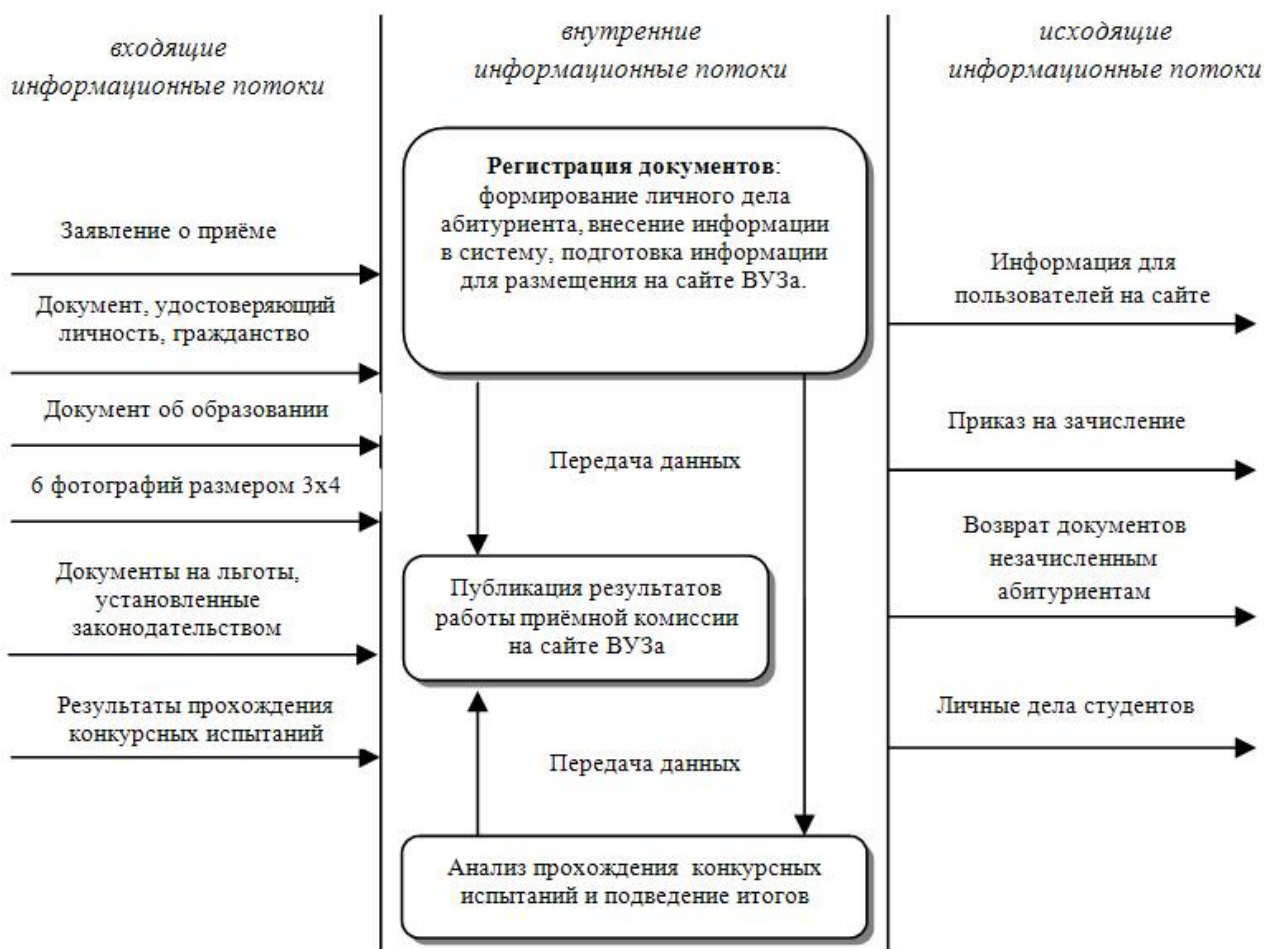 входящие
информационные потоки
Заявление о приёме
Документ, удостоверяющий
личность, гражданство
Документ об образовании
6 фотографий размером 3х4
Документы на льготы,
установленные
законодательством
Результаты прохождения
конкурсных испытаний
внутренние
информационные потоки
Регистрация документов:
формирование личного дела
абитуриента, внесение информации
в систему, подготовка информации
для размещения на сайте ВУЗа.
Передача данных
Публикация результатов
работы приёмной комиссии
на сайте ВУЗа
Передача данных
Анализ прохождения конкурсных
испытаний и подведение итогов
исходящие
информационные потоки
Информация для
пользователей на сайте
Приказ на зачисление
Возврат документов
незачисленным
абитуриентам
Личные дела студентов